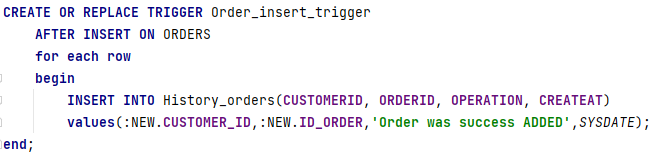 CREATE OR REPLACE TRIGGER Order_insert_trigger
AFTER INSERT ON ORDERS
for each row
begin
INSERT INTO History_orders(CUSTOMERID, ORDERID, OPERATION, CREATEAT)
values(:NEW.CUSTOMER_ID,:NEW.ID_ORDER,'Order was success ADDED',SYSDATE);
end;